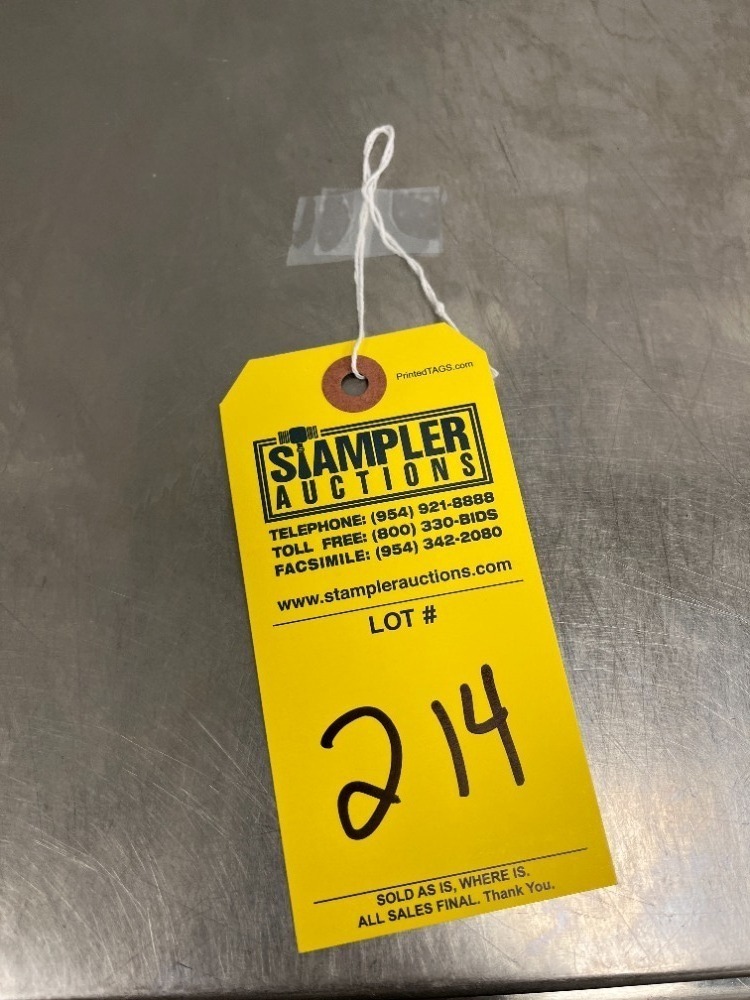 PrintedTAGS.com
STAMPLER
AUCTIONS
TELEPHONE: (954) 921-8888
TOLL FREE: (800) 330-BIDS
FACSIMILE: (954) 342-2080
www.stamplerauctions.com
LOT #
214
SOLD AS IS, WHERE IS.
ALL SALES FINAL. Thank You.